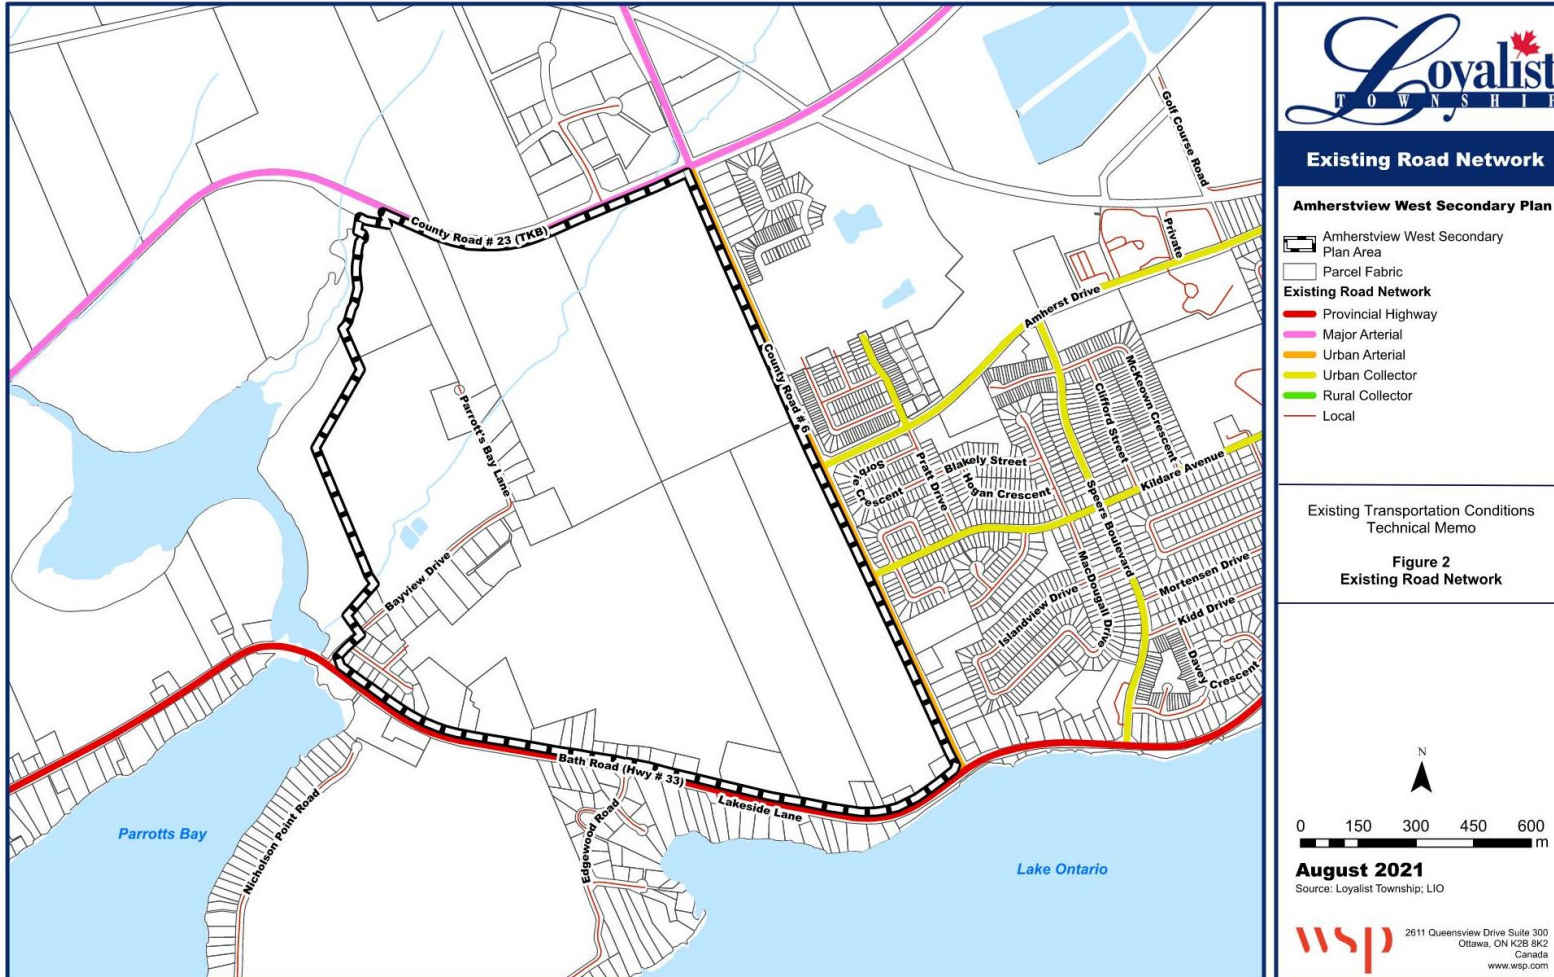 Loyalist
TOWNSHIP
Existing Road Network
Amherstview West Secondary Plan
Amherstview West Secondary
Plan Area
Parcel Fabric
Existing Road Network
Provincial Highway
Major Arterial
Urban Arterial
Urban Collector
Rural Collector
Local
Existing Transportation Conditions
Technical Memo
Figure 2
Existing Road Network
N
0 150 300 450 600
m
August 2021
Source: Loyalist Township; LIO
wsp
2611 Queensview Drive Suite 300
Ottawa, ON K2B 8K2
Canada
www.wsp.com
Golf Course Road
Private
County Road # 23 (TKB)
Amherst Drive
County Road # 6
McKeown Crescent
Clifford Street
Parrott's Bay Lane
Pratt Drive
Blakely Street
Sorble
Crescent
Hogan Crescent
Kildare Avenue
Speers Boulevard
Bayview Drive
MacDougall Drive
Mortensen Drive
Islandview Drive
Kidd Drive
Davey
Crescent
Bath Road (Hwy # 33)
Lakeside Lane
Nicholson Point Road
Edgewood Road
Parrotts Bay
Lake Ontario